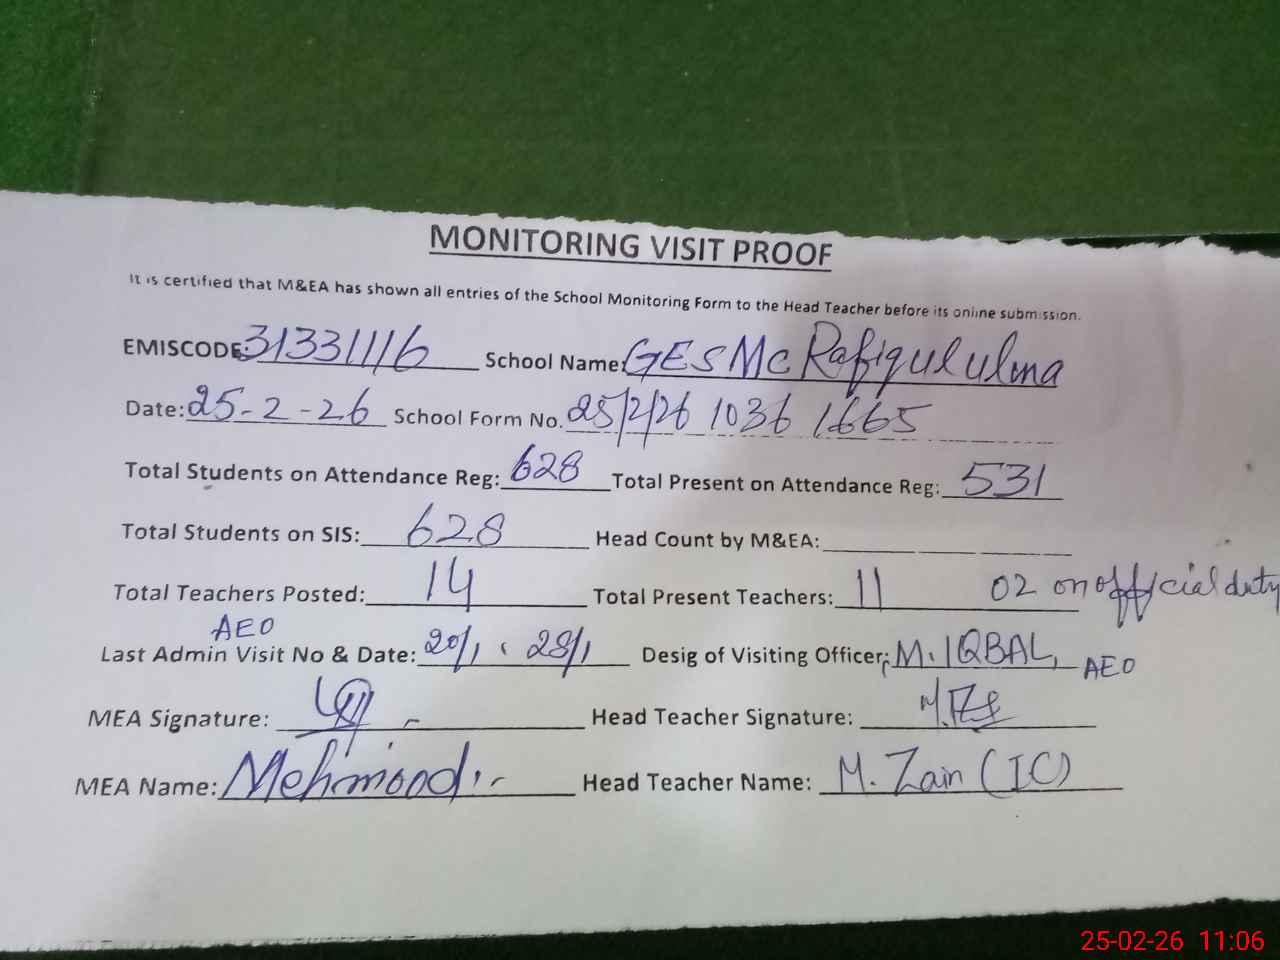 MONITORING VISIT PROOF
It is certified that M&EA has shown all entries of the School Monitoring Form to the Head Teacher before its online submission.
EMISCODE: 31331116 School Name: GES MC Rafiqul ulma
Date: 25-2-26 School Form No. 25/2/26 1036 1665
Total Students on Attendance Reg: 628 Total Present on Attendance Reg: 531
Total Students on SIS: 628 Head Count by M&EA:
Total Teachers Posted: 14 Total Present Teachers: 11 02 on official duty
AEO
Last Admin Visit No & Date: 20/1, 28/1 Desig of Visiting Officer: M. IQBAL, AEO
MEA Signature: Head Teacher Signature:
MEA Name: Mehmood Head Teacher Name: M. Zain (IC)
25-02-26 11:06